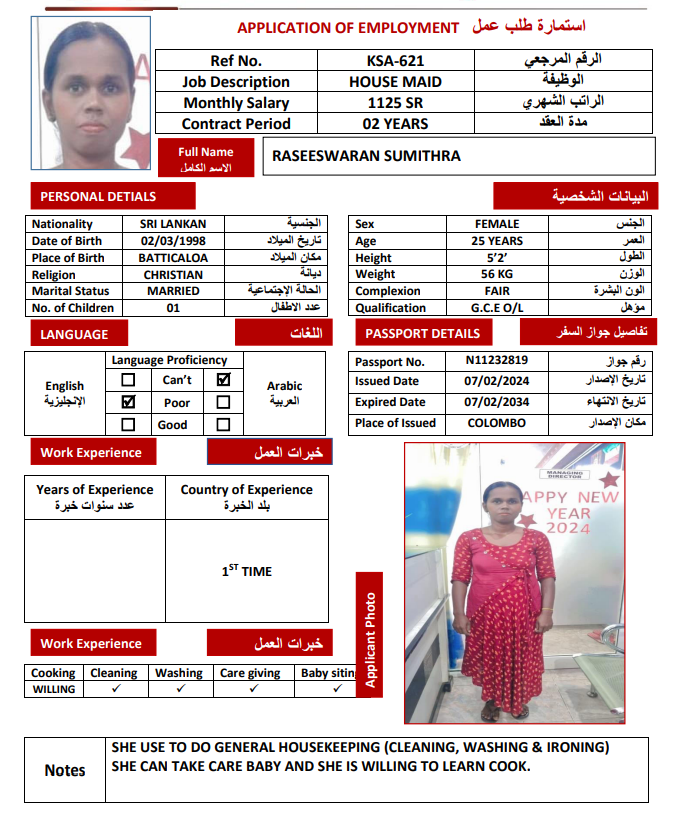 APPLICATION OF EMPLOYMENT استمارة طلب عمل
Ref No. KSA-621 الرقم المرجعي
Job Description HOUSE MAID الوظيفة
Monthly Salary 1125 SR الراتب الشهري
Contract Period 02 YEARS مدة العقد
Full Name RASEESWARAN SUMITHRA
الاسم الكامل
PERSONAL DETIALS البيانات الشخصية
Nationality SRI LANKAN الجنسية
Date of Birth 02/03/1998 تاريخ الميلاد
Place of Birth BATTICALOA مكان الميلاد
Religion CHRISTIAN ديانة
Marital Status MARRIED الحالة الإجتماعية
No. of Children 01 عدد الاطفال
Sex FEMALE الجنس
Age 25 YEARS العمر
Height 5’2’ الطول
Weight 56 KG الوزن
Complexion FAIR الون البشرة
Qualification G.C.E O/L مؤهل
LANGUAGE اللغات
Language Proficiency
English Can’t Arabic
الإنجليزية Poor العربية
Good
PASSPORT DETAILS تفاصيل جواز السفر
Passport No. N11232819 رقم جواز
Issued Date 07/02/2024 تاريخ الإصدار
Expired Date 07/02/2034 تاريخ الانتهاء
Place of Issued COLOMBO مكان الإصدار
Work Experience خبرات العمل
Years of Experience Country of Experience
عدد سنوات خبرة بلد الخبرة
1ST TIME
Work Experience خبرات العمل
Cooking Cleaning Washing Care giving Baby siting
WILLING ✓ ✓ ✓ ✓
Applicant Photo
MANAGING
DIRECTOR
APPY NEW
YEAR
2024
Notes SHE USE TO DO GENERAL HOUSEKEEPING (CLEANING, WASHING & IRONING)
SHE CAN TAKE CARE BABY AND SHE IS WILLING TO LEARN COOK.